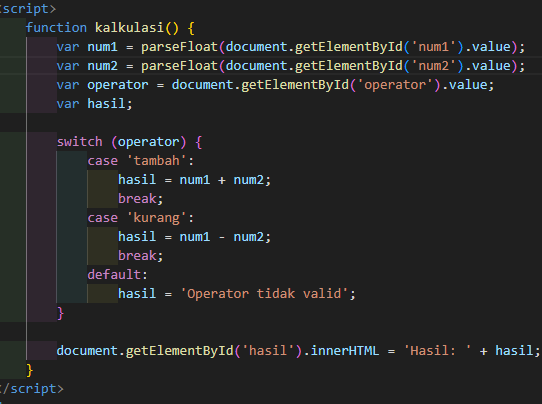 <script>
function kalkulasi() {
var num1 = parseFloat(document.getElementById('num1').value);
var num2 = parseFloat(document.getElementById('num2').value);
var operator = document.getElementById('operator').value;
var hasil;
switch (operator) {
case 'tambah':
hasil = num1 + num2;
break;
case 'kurang':
hasil = num1 - num2;
break;
default:
hasil = 'Operator tidak valid';
}
document.getElementById('hasil').innerHTML = 'Hasil: ' + hasil;
}
</script>